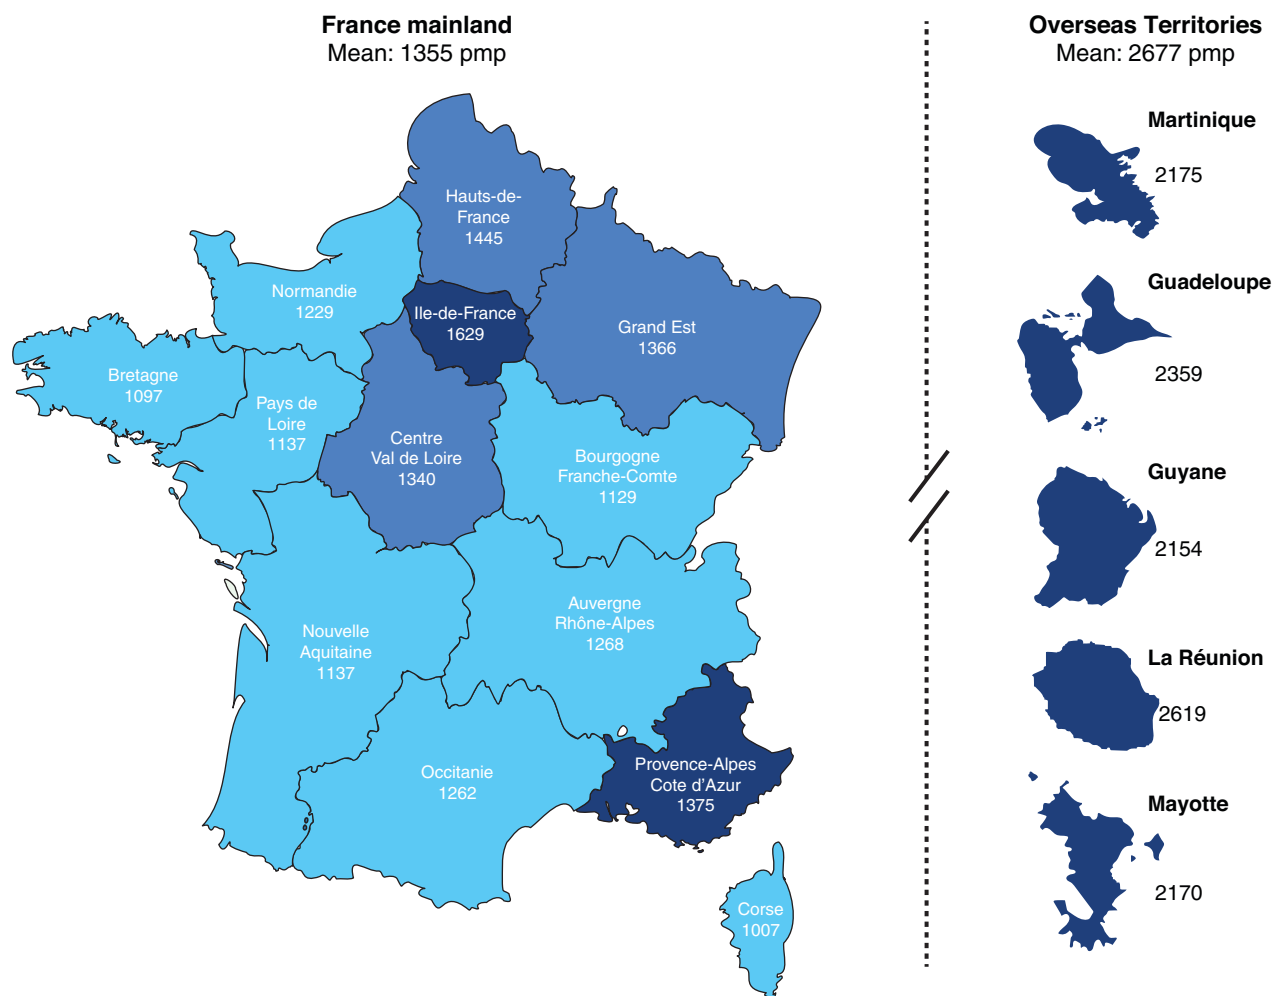 France mainland
Mean: 1355 pmp
Hauts-de-
France
1445
Normandie
1229
Ile-de-France
1629
Grand Est
1366
Bretagne
1097
Pays de
Loire
1137
Centre
Val de Loire
1340
Bourgogne
Franche-Comte
1129
Nouvelle
Aquitaine
1137
Auvergne
Rhône-Alpes
1268
Occitanie
1262
Provence-Alpes
Cote d'Azur
1375
Corse
1007
Overseas Territories
Mean: 2677 pmp
Martinique
2175
Guadeloupe
2359
Guyane
2154
La Réunion
2619
Mayotte
2170